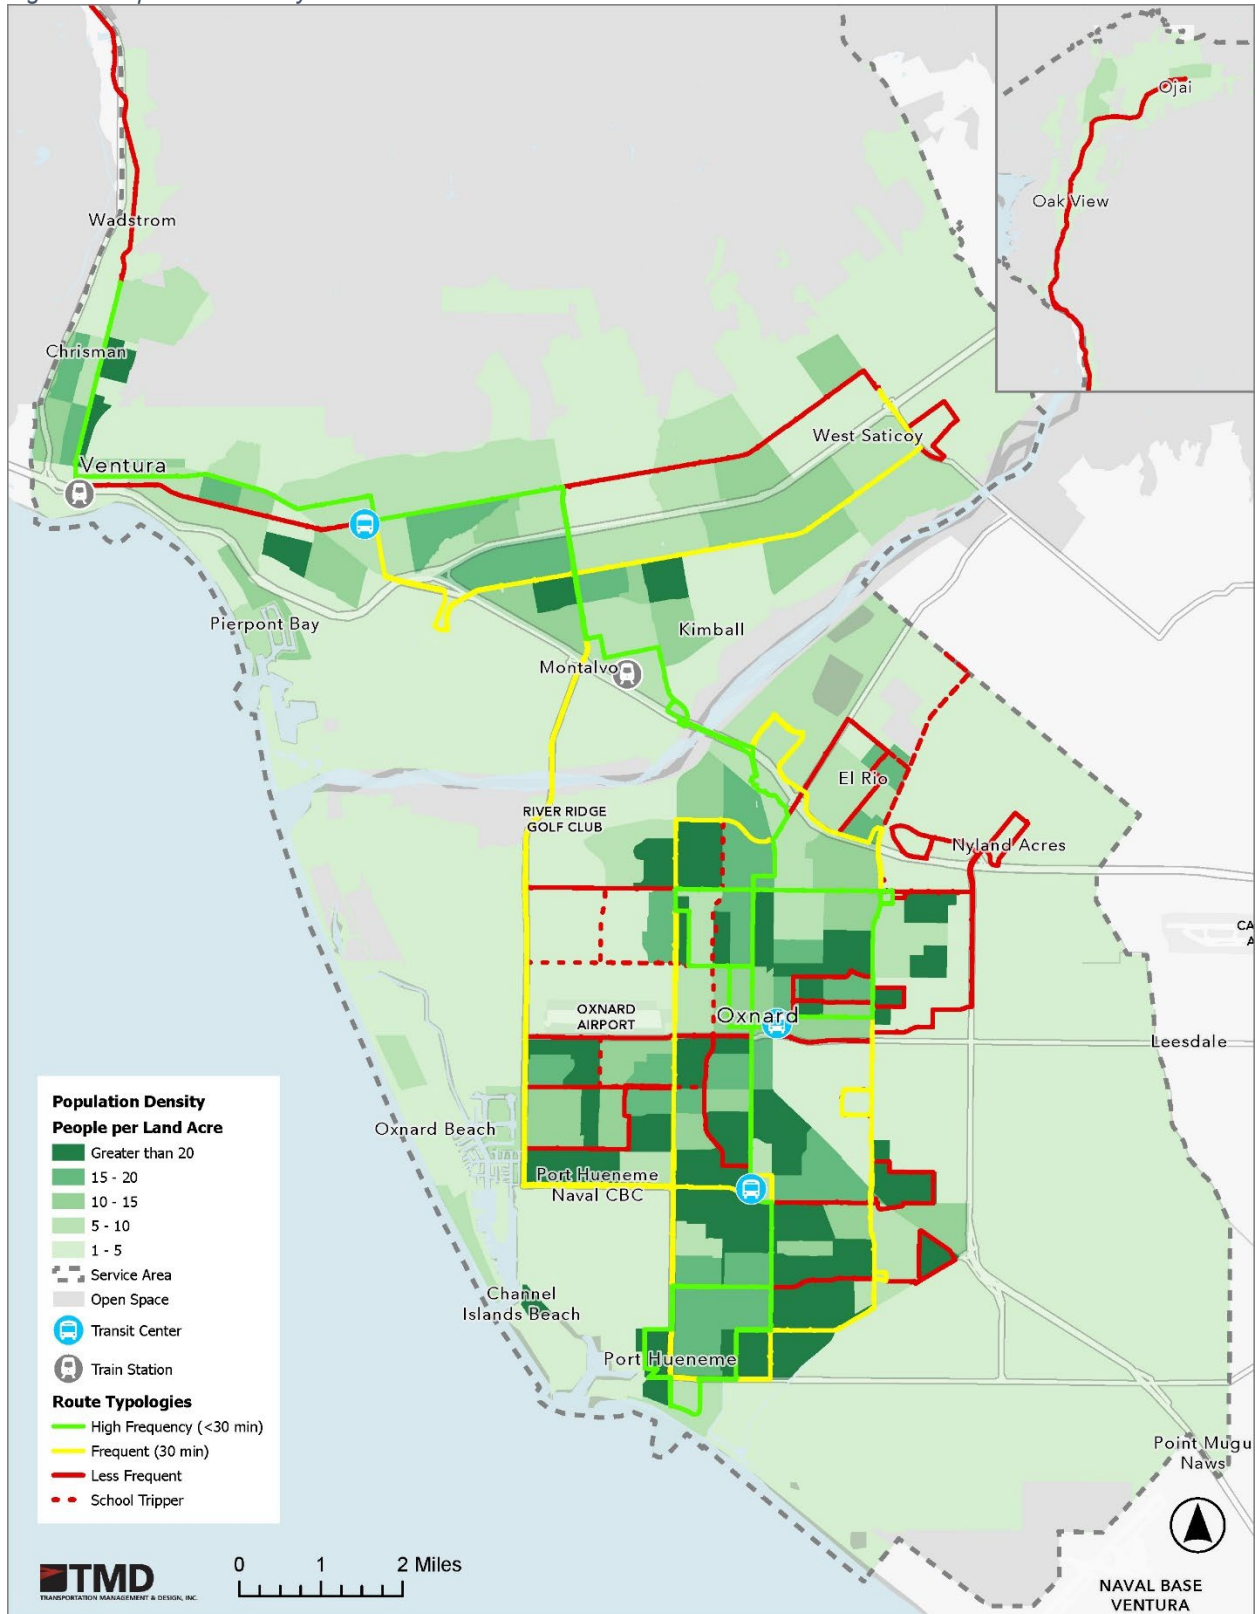 Ojai
Oak View
Wadstrom
Chrisman
Ventura
West Saticoy
Pierpont Bay
Kimball
Montalvo
El Rio
RIVER RIDGE
GOLF CLUB
Nyland Acres
CA
A
OXNARD
AIRPORT
Oxnard
Leesdale
Oxnard Beach
Port Hueneme
Naval CBC
Channel
Islands Beach
Port Hueneme
Point Mugu
Naws
NAVAL BASE
VENTURA
Population Density
People per Land Acre
Greater than 20
15 - 20
10 - 15
5 - 10
1 - 5
Service Area
Open Space
Transit Center
Train Station
Route Typologies
High Frequency (<30 min)
Frequent (30 min)
Less Frequent
School Tripper
TMD
TRANSPORTATION MANAGEMENT & DESIGN, INC.
0 1 2 Miles